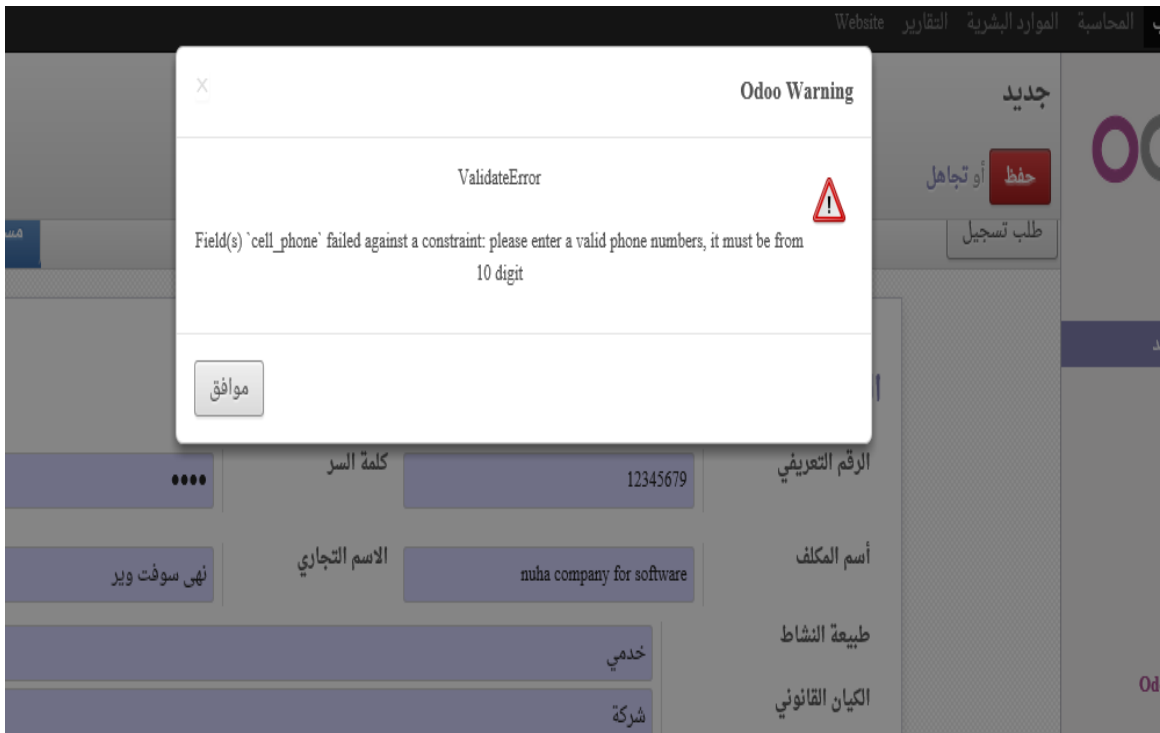 المحاسبة الموارد البشرية التقارير Website
جديد
حفظ أو تجاهل
طلب تسجيل
Odoo Warning
x
ValidateError
Field(s) `cell_phone` failed against a constraint: please enter a valid phone numbers, it must be from
10 digit
موافق
الرقم التعريفي 12345679 كلمة السر ••••
أسم المكلف nuha company for software الاسم التجاري نهى سوفت وير
طبيعة النشاط خدمي
الكيان القانوني شركة